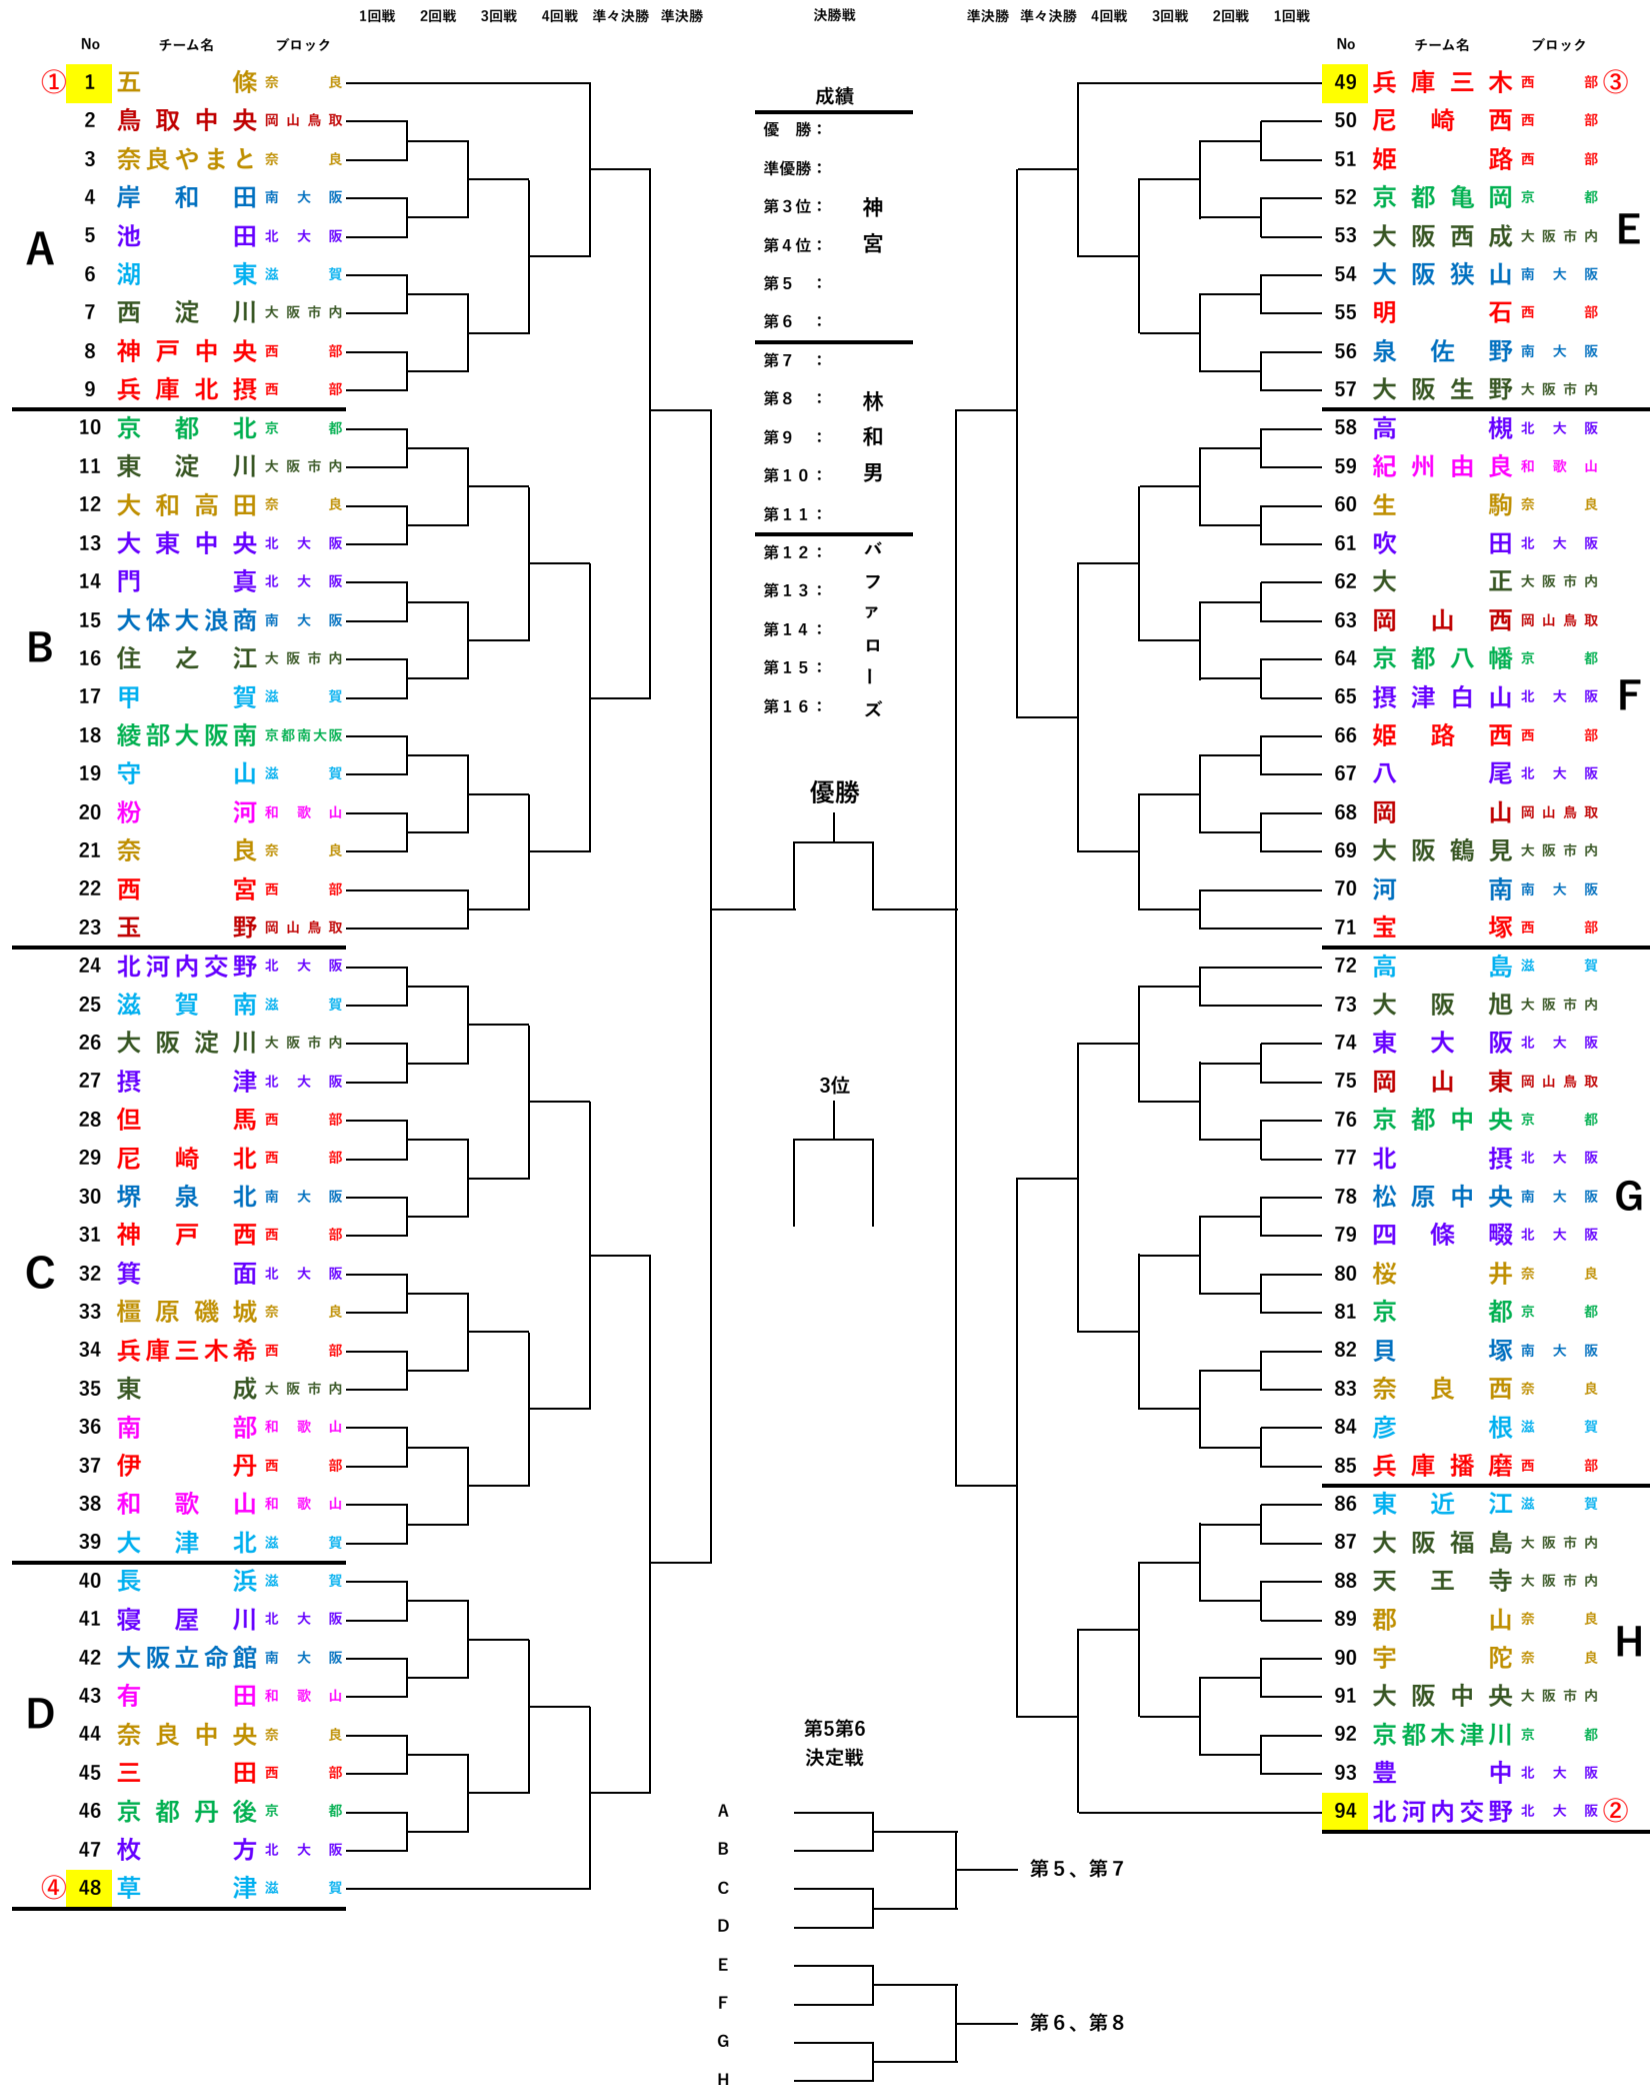 1回戦 2回戦 3回戦 4回戦 準々決勝 準決勝 決勝戦 準決勝 準々決勝 4回戦 3回戦 2回戦 1回戦
No チーム名 ブロック
① 1 五條 奈良
2 鳥取中央 岡山鳥取
3 奈良やまと 奈良
4 岸和田 南大阪
5 池田 北大阪
A
6 湖東 滋賀
7 西淀川 大阪市内
8 神戸中央 西部
9 兵庫北摂 西部
10 京都北 京都
11 東淀川 大阪市内
12 大和高田 奈良
13 大東中央 北大阪
14 門真 北大阪
15 大体大浪商 南大阪
B
16 住之江 大阪市内
17 甲賀 滋賀
18 綾部大阪南 京都南大阪
19 守山 滋賀
20 粉河 和歌山
21 奈良 奈良
22 西宮 西部
23 玉野 岡山鳥取
24 北河内交野 北大阪
25 滋賀南 滋賀
26 大阪淀川 大阪市内
27 摂津 北大阪
28 但馬 西部
29 尼崎北 西部
30 堺泉北 南大阪
31 神戸西 西部
C
32 箕面 北大阪
33 橿原磯城 奈良
34 兵庫三木希 西部
35 東成 大阪市内
36 南部 和歌山
37 伊丹 西部
38 和歌山 和歌山
39 大津北 滋賀
40 長浜 滋賀
41 寝屋川 北大阪
42 大阪立命館 南大阪
43 有田 和歌山
D
44 奈良中央 奈良
45 三田 西部
46 京都丹後 京都
47 枚方 北大阪
④ 48 草津 滋賀
成績
優 勝：
準優勝：
第3位：
第4位：
第5 ：
第6 ：
第7 ：
第8 ：
第9 ：
第10：
第11：
第12：
第13：
第14：
第15：
第16：
神宮
林和男
バファローズ
優勝
3位
第5第6
決定戦
A
B
C
D
第5、第7
E
F
G
H
第6、第8
No チーム名 ブロック
49 兵庫三木 西部 ③
50 尼崎西 西部
51 姫路 西部
52 京都亀岡 京都
E
53 大阪西成 大阪市内
54 大阪狭山 南大阪
55 明石 西部
56 泉佐野 南大阪
57 大阪生野 大阪市内
58 高槻 北大阪
59 紀州由良 和歌山
60 生駒 奈良
61 吹田 北大阪
62 大正 大阪市内
63 岡山西 岡山鳥取
64 京都八幡 京都
65 摂津白山 北大阪
F
66 姫路西 西部
67 八尾 北大阪
68 岡山 岡山鳥取
69 大阪鶴見 大阪市内
70 河南 南大阪
71 宝塚 西部
72 高島 滋賀
73 大阪旭 大阪市内
74 東大阪 北大阪
75 岡山東 岡山鳥取
76 京都中央 京都
77 北摂 北大阪
78 松原中央 南大阪
G
79 四條畷 北大阪
80 桜井 奈良
81 京都 京都
82 貝塚 南大阪
83 奈良西 奈良
84 彦根 滋賀
85 兵庫播磨 西部
86 東近江 滋賀
87 大阪福島 大阪市内
88 天王寺 大阪市内
89 郡山 奈良
H
90 宇陀 奈良
91 大阪中央 大阪市内
92 京都木津川 京都
93 豊中 北大阪
94 北河内交野 北大阪 ②